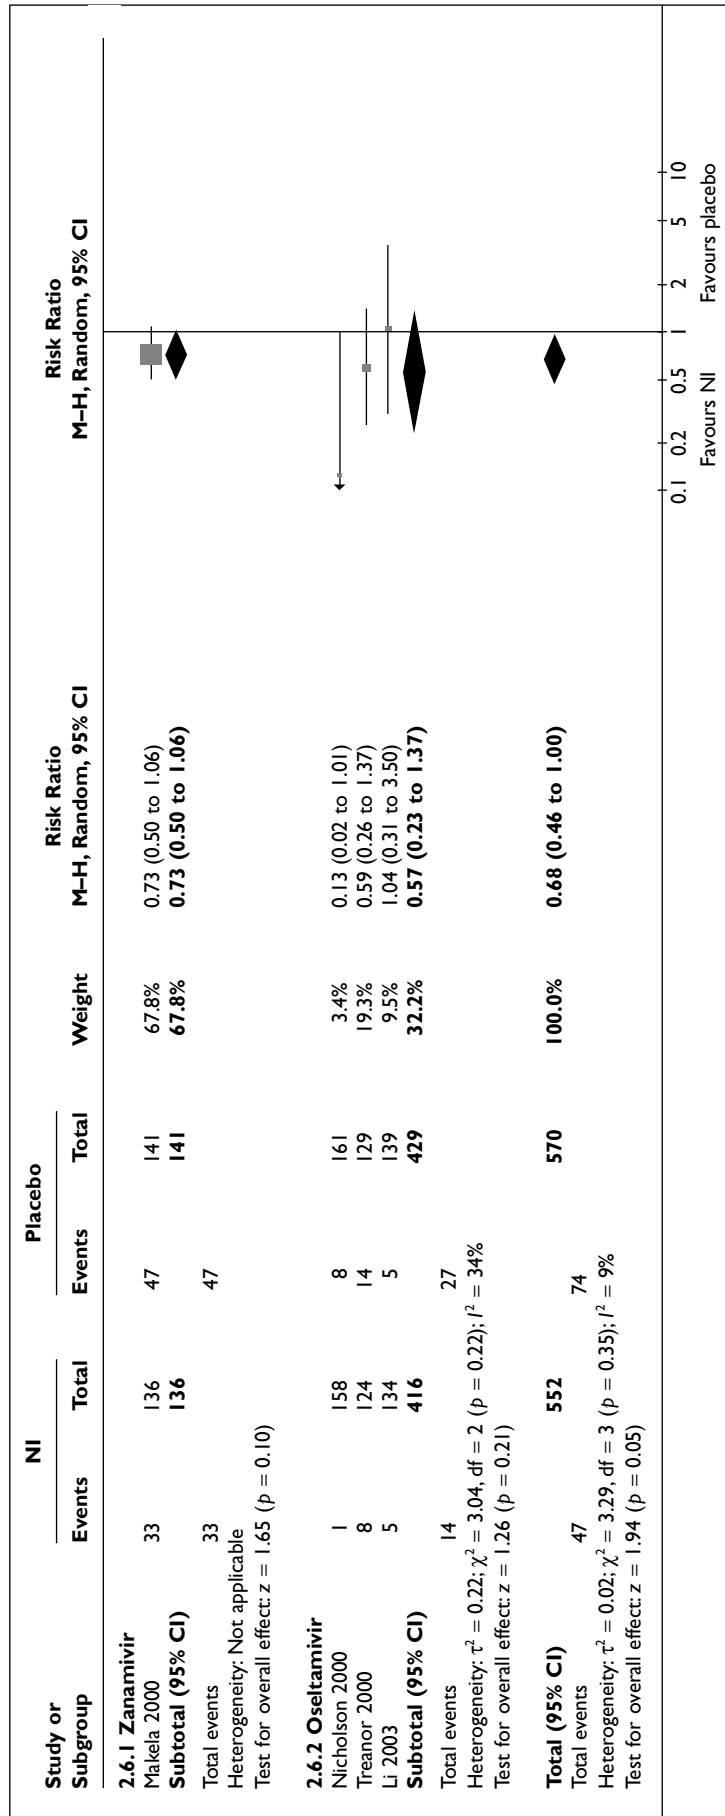 NI Placebo Risk Ratio Risk Ratio
Study or Subgroup Events Total Events Total Weight M–H, Random, 95% CI M–H, Random, 95% CI
2.6.1 Zanamivir
Makela 2000 33 136 47 141 67.8% 0.73 (0.50 to 1.06)
Subtotal (95% CI) 136 141 67.8% 0.73 (0.50 to 1.06)
Total events 33 47
Heterogeneity: Not applicable
Test for overall effect: z = 1.65 (p = 0.10)
2.6.2 Oseltamivir
Nicholson 2000 1 158 8 161 3.4% 0.13 (0.02 to 1.01)
Treanor 2000 8 124 14 129 19.3% 0.59 (0.26 to 1.37)
Li 2003 5 134 5 139 9.5% 1.04 (0.31 to 3.50)
Subtotal (95% CI) 416 429 32.2% 0.57 (0.23 to 1.37)
Total events 14 27
Heterogeneity: τ² = 0.22; χ² = 3.04, df = 2 (p = 0.22); I² = 34%
Test for overall effect: z = 1.26 (p = 0.21)
Total (95% CI) 552 570 100.0% 0.68 (0.46 to 1.00)
Total events 47 74
Heterogeneity: τ² = 0.02; χ² = 3.29, df = 3 (p = 0.35); I² = 9%
Test for overall effect: z = 1.94 (p = 0.05)
0.1 0.2 0.5 1 2 5 10
Favours NI Favours placebo